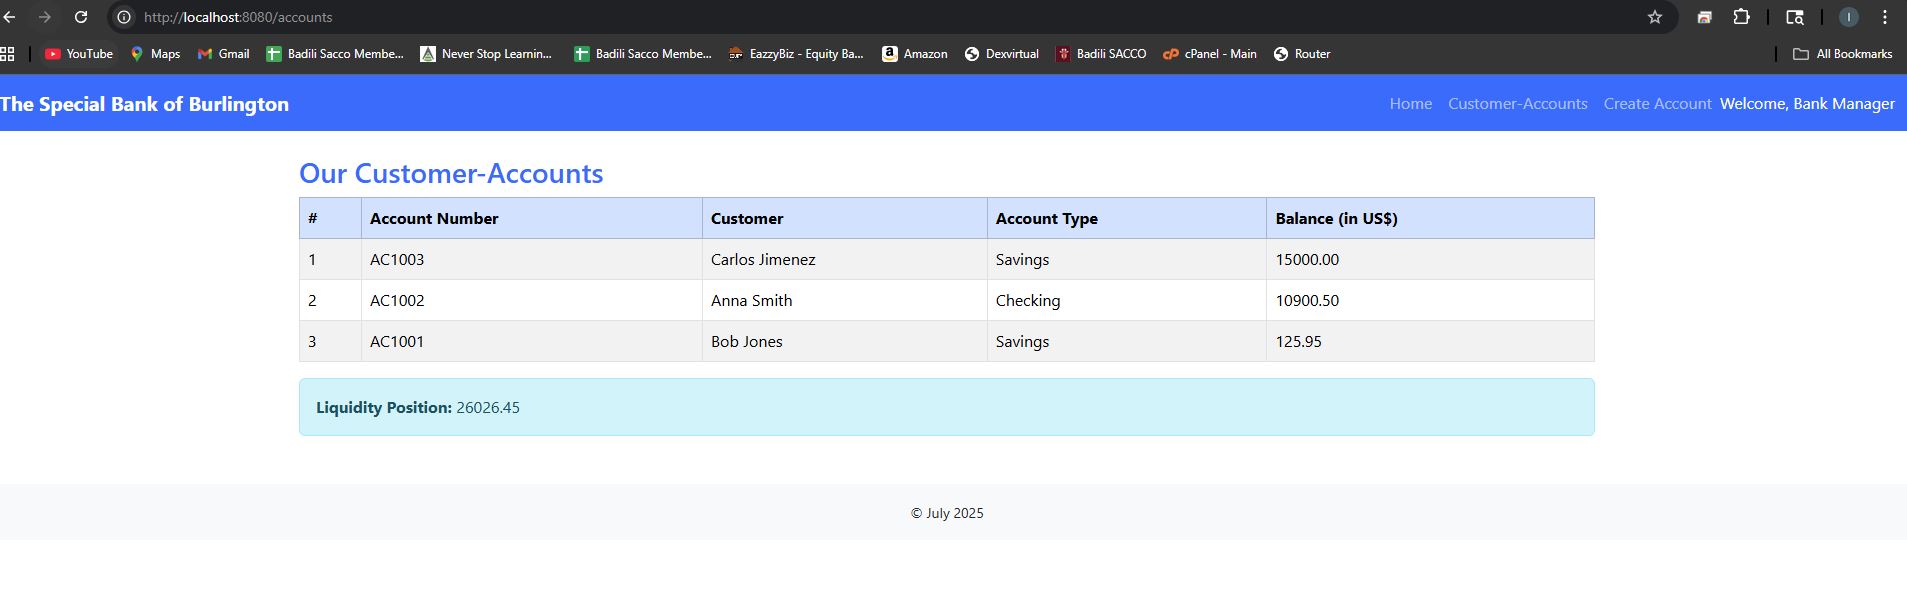 http://localhost:8080/accounts
YouTube Maps Gmail Badili Sacco Membe... Never Stop Learnin... Badili Sacco Membe... EazzyBiz - Equity Ba... Amazon Dexvirtual Badili SACCO cPanel - Main Router All Bookmarks
The Special Bank of Burlington Home Customer-Accounts Create Account Welcome, Bank Manager
Our Customer-Accounts
# Account Number Customer Account Type Balance (in US$)
1 AC1003 Carlos Jimenez Savings 15000.00
2 AC1002 Anna Smith Checking 10900.50
3 AC1001 Bob Jones Savings 125.95
Liquidity Position: 26026.45
© July 2025